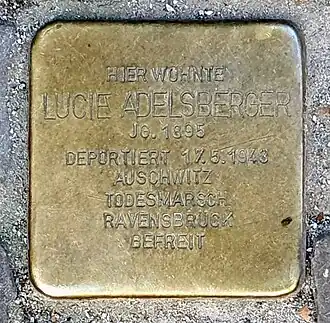 HIER WOHNTE
LUCIE ADELSBERGER
JG. 1895
DEPORTIERT 17.5.1943
AUSCHWITZ
TODESMARSCH
RAVENSBRÜCK
BEFREIT